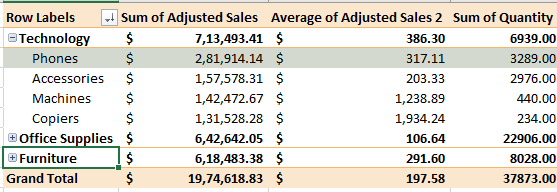 Row Labels Sum of Adjusted Sales Average of Adjusted Sales 2 Sum of Quantity
Technology $ 7,13,493.41 $ 386.30 6939.00
Phones $ 2,81,914.14 $ 317.11 3289.00
Accessories $ 1,57,578.31 $ 203.33 2976.00
Machines $ 1,42,472.67 $ 1,238.89 440.00
Copiers $ 1,31,528.28 $ 1,934.24 234.00
Office Supplies $ 6,42,642.05 $ 106.64 22906.00
Furniture $ 6,18,483.38 $ 291.60 8028.00
Grand Total $ 19,74,618.83 $ 197.58 37873.00